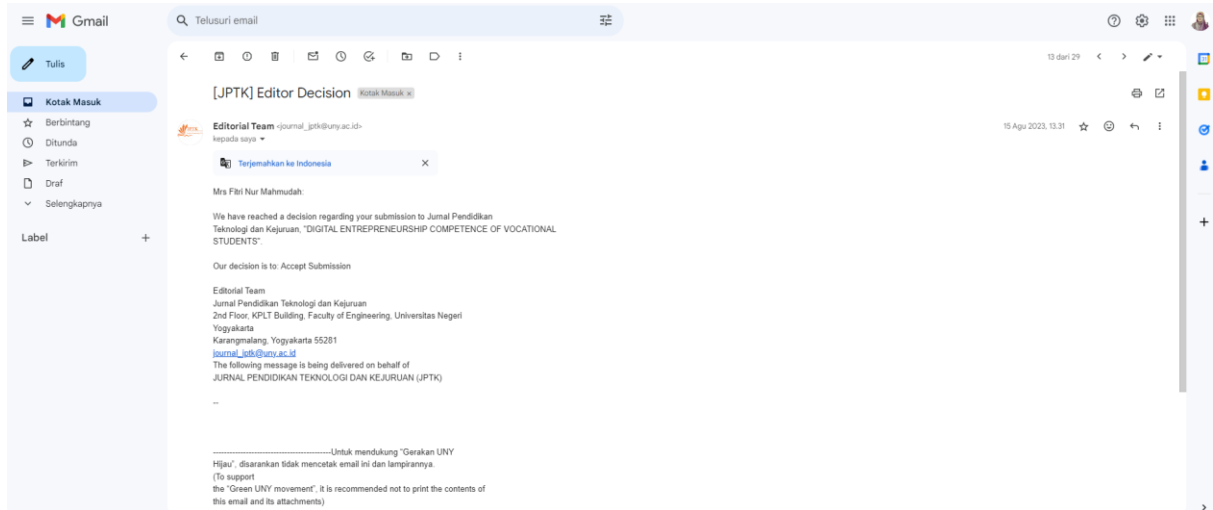 Gmail
Telusuri email
Tulis
13 dari 29
Kotak Masuk
Berbintang
Ditunda
Terkirim
Draf
Selengkapnya
Label
[JPTK] Editor Decision Kotak Masuk ×
Editorial Team <journal_jptk@uny.ac.id>
15 Agu 2023, 13.31
kepada saya
Terjemahkan ke Indonesia
Mrs Fitri Nur Mahmudah:
We have reached a decision regarding your submission to Jurnal Pendidikan
Teknologi dan Kejuruan, "DIGITAL ENTREPRENEURSHIP COMPETENCE OF VOCATIONAL
STUDENTS".
Our decision is to: Accept Submission
Editorial Team
Jurnal Pendidikan Teknologi dan Kejuruan
2nd Floor, KPLT Building, Faculty of Engineering, Universitas Negeri
Yogyakarta
Karangmalang, Yogyakarta 55281
journal_jptk@uny.ac.id
The following message is being delivered on behalf of
JURNAL PENDIDIKAN TEKNOLOGI DAN KEJURUAN (JPTK)
--
------------------------------------------Untuk mendukung "Gerakan UNY
Hijau", disarankan tidak mencetak email ini dan lampirannya.
(To support
the "Green UNY movement", it is recommended not to print the contents of
this email and its attachments)